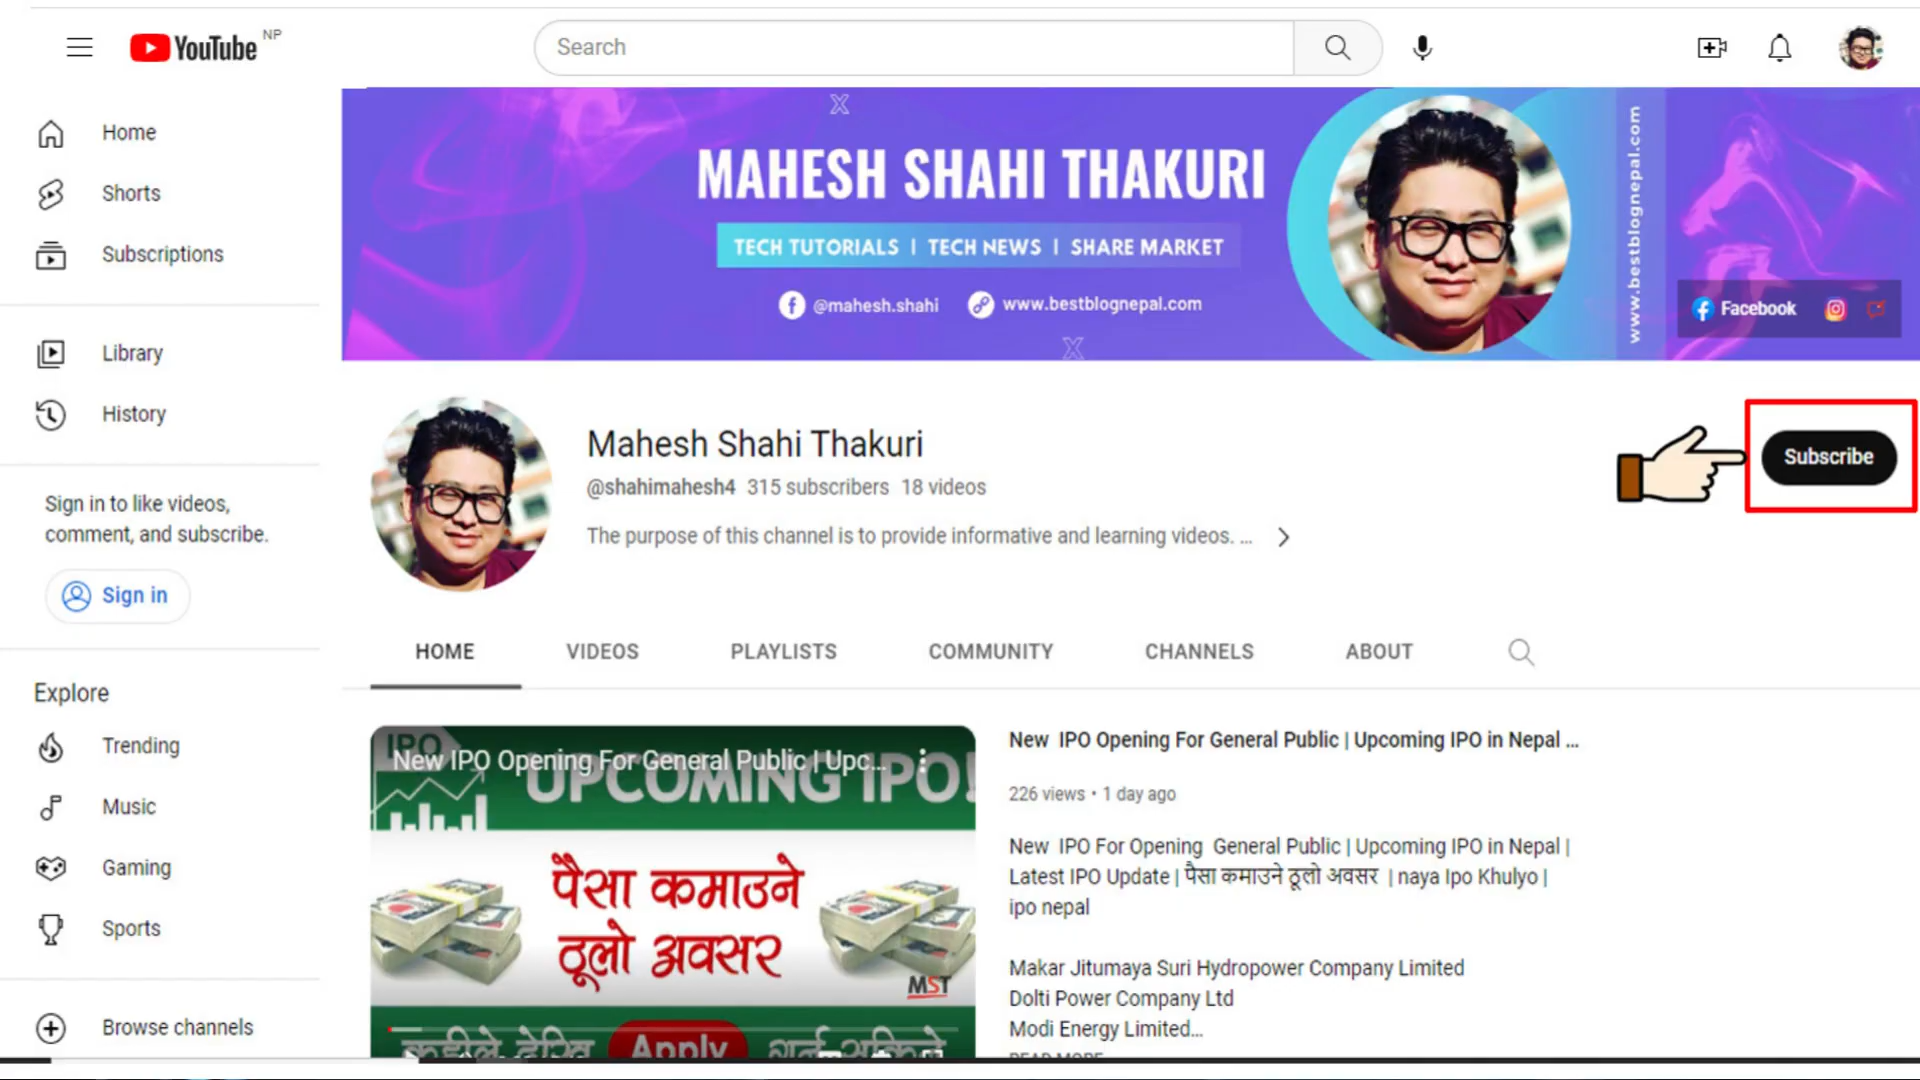 YouTube NP
Search
Home
Shorts
Subscriptions
Library
History
Sign in to like videos,
comment, and subscribe.
Sign in
Explore
Trending
Music
Gaming
Sports
Browse channels
MAHESH SHAHI THAKURI
TECH TUTORIALS | TECH NEWS | SHARE MARKET
@mahesh.shahi www.bestblognepal.com
www.bestblognepal.com
Facebook
Mahesh Shahi Thakuri
@shahimahesh4 315 subscribers 18 videos
The purpose of this channel is to provide informative and learning videos. ...
Subscribe
HOME VIDEOS PLAYLISTS COMMUNITY CHANNELS ABOUT
IPO
New IPO Opening For General Public | Upc...
UPCOMING IPO!
पैसा कमाउने
ठूलो अवसर
MST
Apply
New IPO Opening For General Public | Upcoming IPO in Nepal ...
226 views • 1 day ago
New IPO For Opening General Public | Upcoming IPO in Nepal |
Latest IPO Update | पैसा कमाउने ठूलो अवसर | naya Ipo Khulyo |
ipo nepal
Makar Jitumaya Suri Hydropower Company Limited
Dolti Power Company Ltd
Modi Energy Limited...
READ MORE